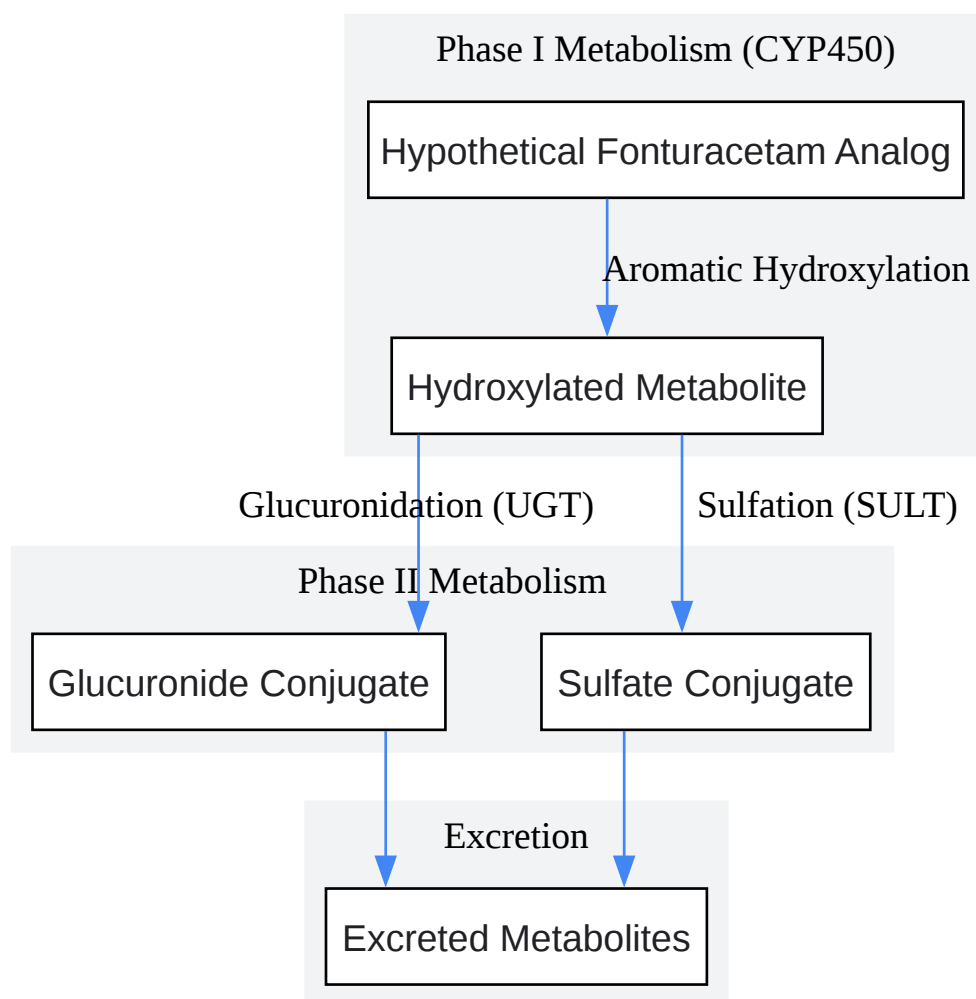 Phase I Metabolism (CYP450)
Hypothetical Fonturacetam Analog
Aromatic Hydroxylation
Hydroxylated Metabolite
Glucuronidation (UGT)
Sulfation (SULT)
Phase II Metabolism
Glucuronide Conjugate
Sulfate Conjugate
Excretion
Excreted Metabolites